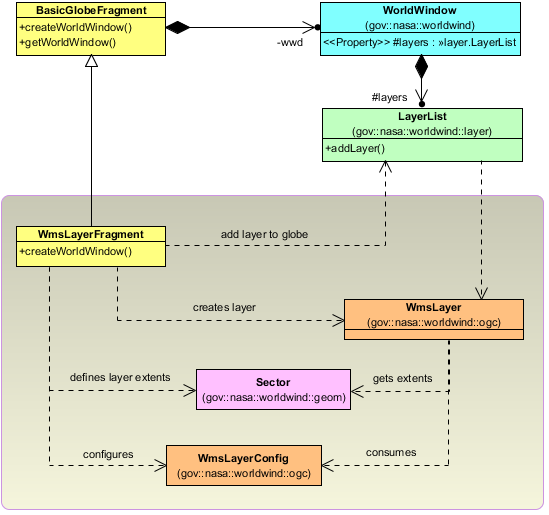 BasicGlobeFragment
+createWorldWindow()
+getWorldWindow()
-wwd
WorldWindow
(gov::nasa::worldwind)
<<Property>> #layers : »layer.LayerList
#layers
LayerList
(gov::nasa::worldwind::layer)
+addLayer()
WmsLayerFragment
+createWorldWindow()
add layer to globe
creates layer
WmsLayer
(gov::nasa::worldwind::ogc)
defines layer extents
Sector
(gov::nasa::worldwind::geom)
gets extents
configures
WmsLayerConfig
(gov::nasa::worldwind::ogc)
consumes